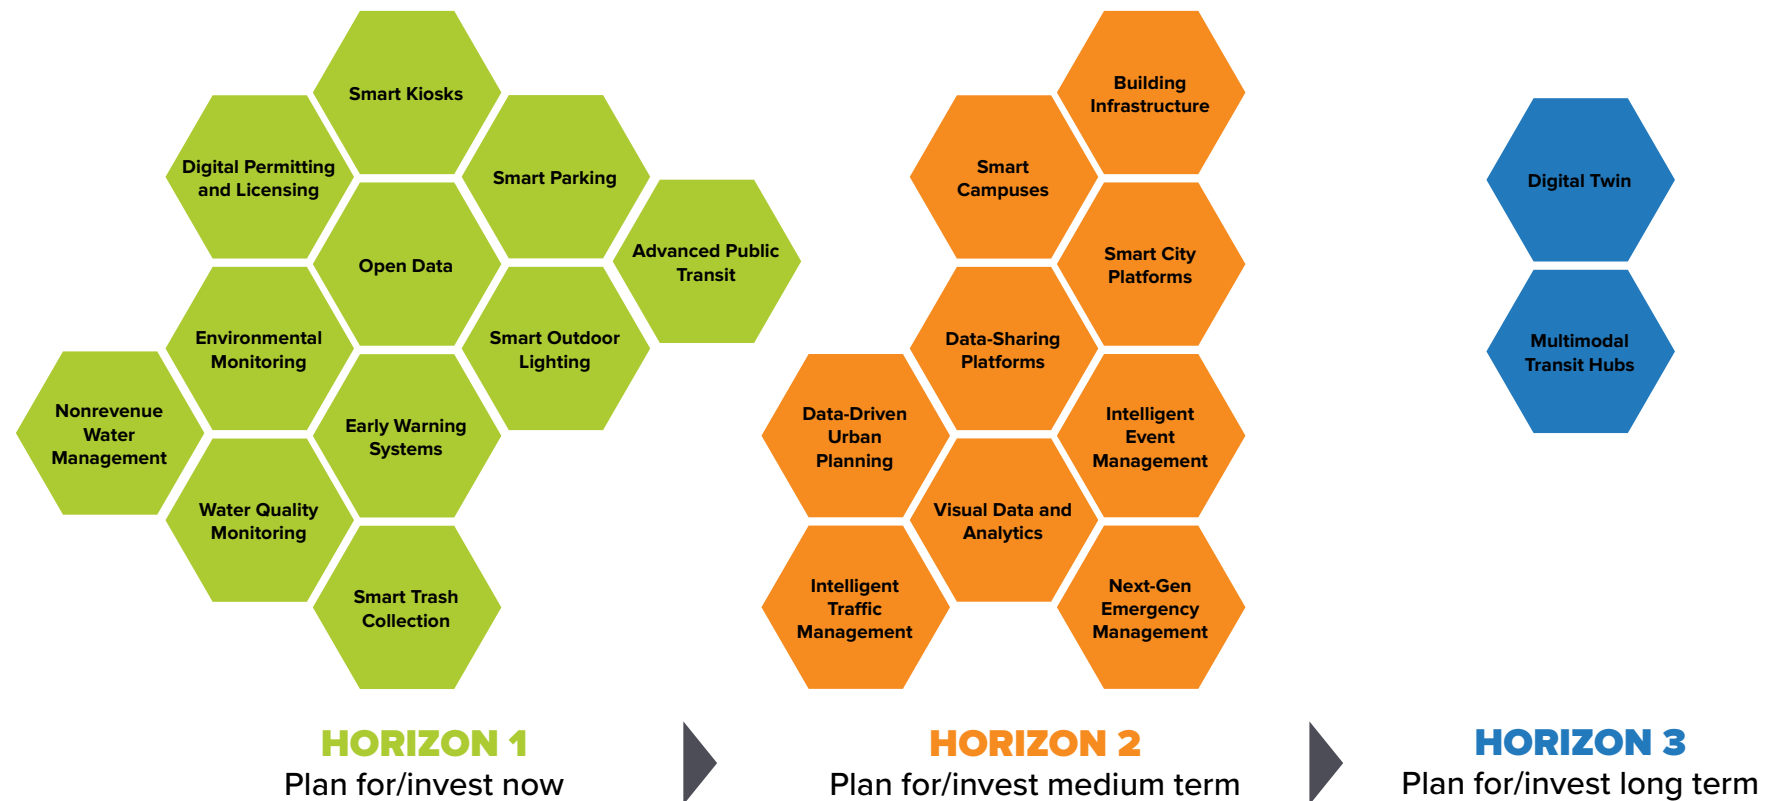 Smart Kiosks
Digital Permitting
and Licensing
Smart Parking
Open Data
Advanced Public
Transit
Environmental
Monitoring
Smart Outdoor
Lighting
Nonrevenue
Water
Management
Early Warning
Systems
Water Quality
Monitoring
Smart Trash
Collection
HORIZON 1
Plan for/invest now
Building
Infrastructure
Smart
Campuses
Smart City
Platforms
Data-Sharing
Platforms
Data-Driven
Urban
Planning
Intelligent
Event
Management
Visual Data and
Analytics
Intelligent
Traffic
Management
Next-Gen
Emergency
Management
HORIZON 2
Plan for/invest medium term
Digital Twin
Multimodal
Transit Hubs
HORIZON 3
Plan for/invest long term